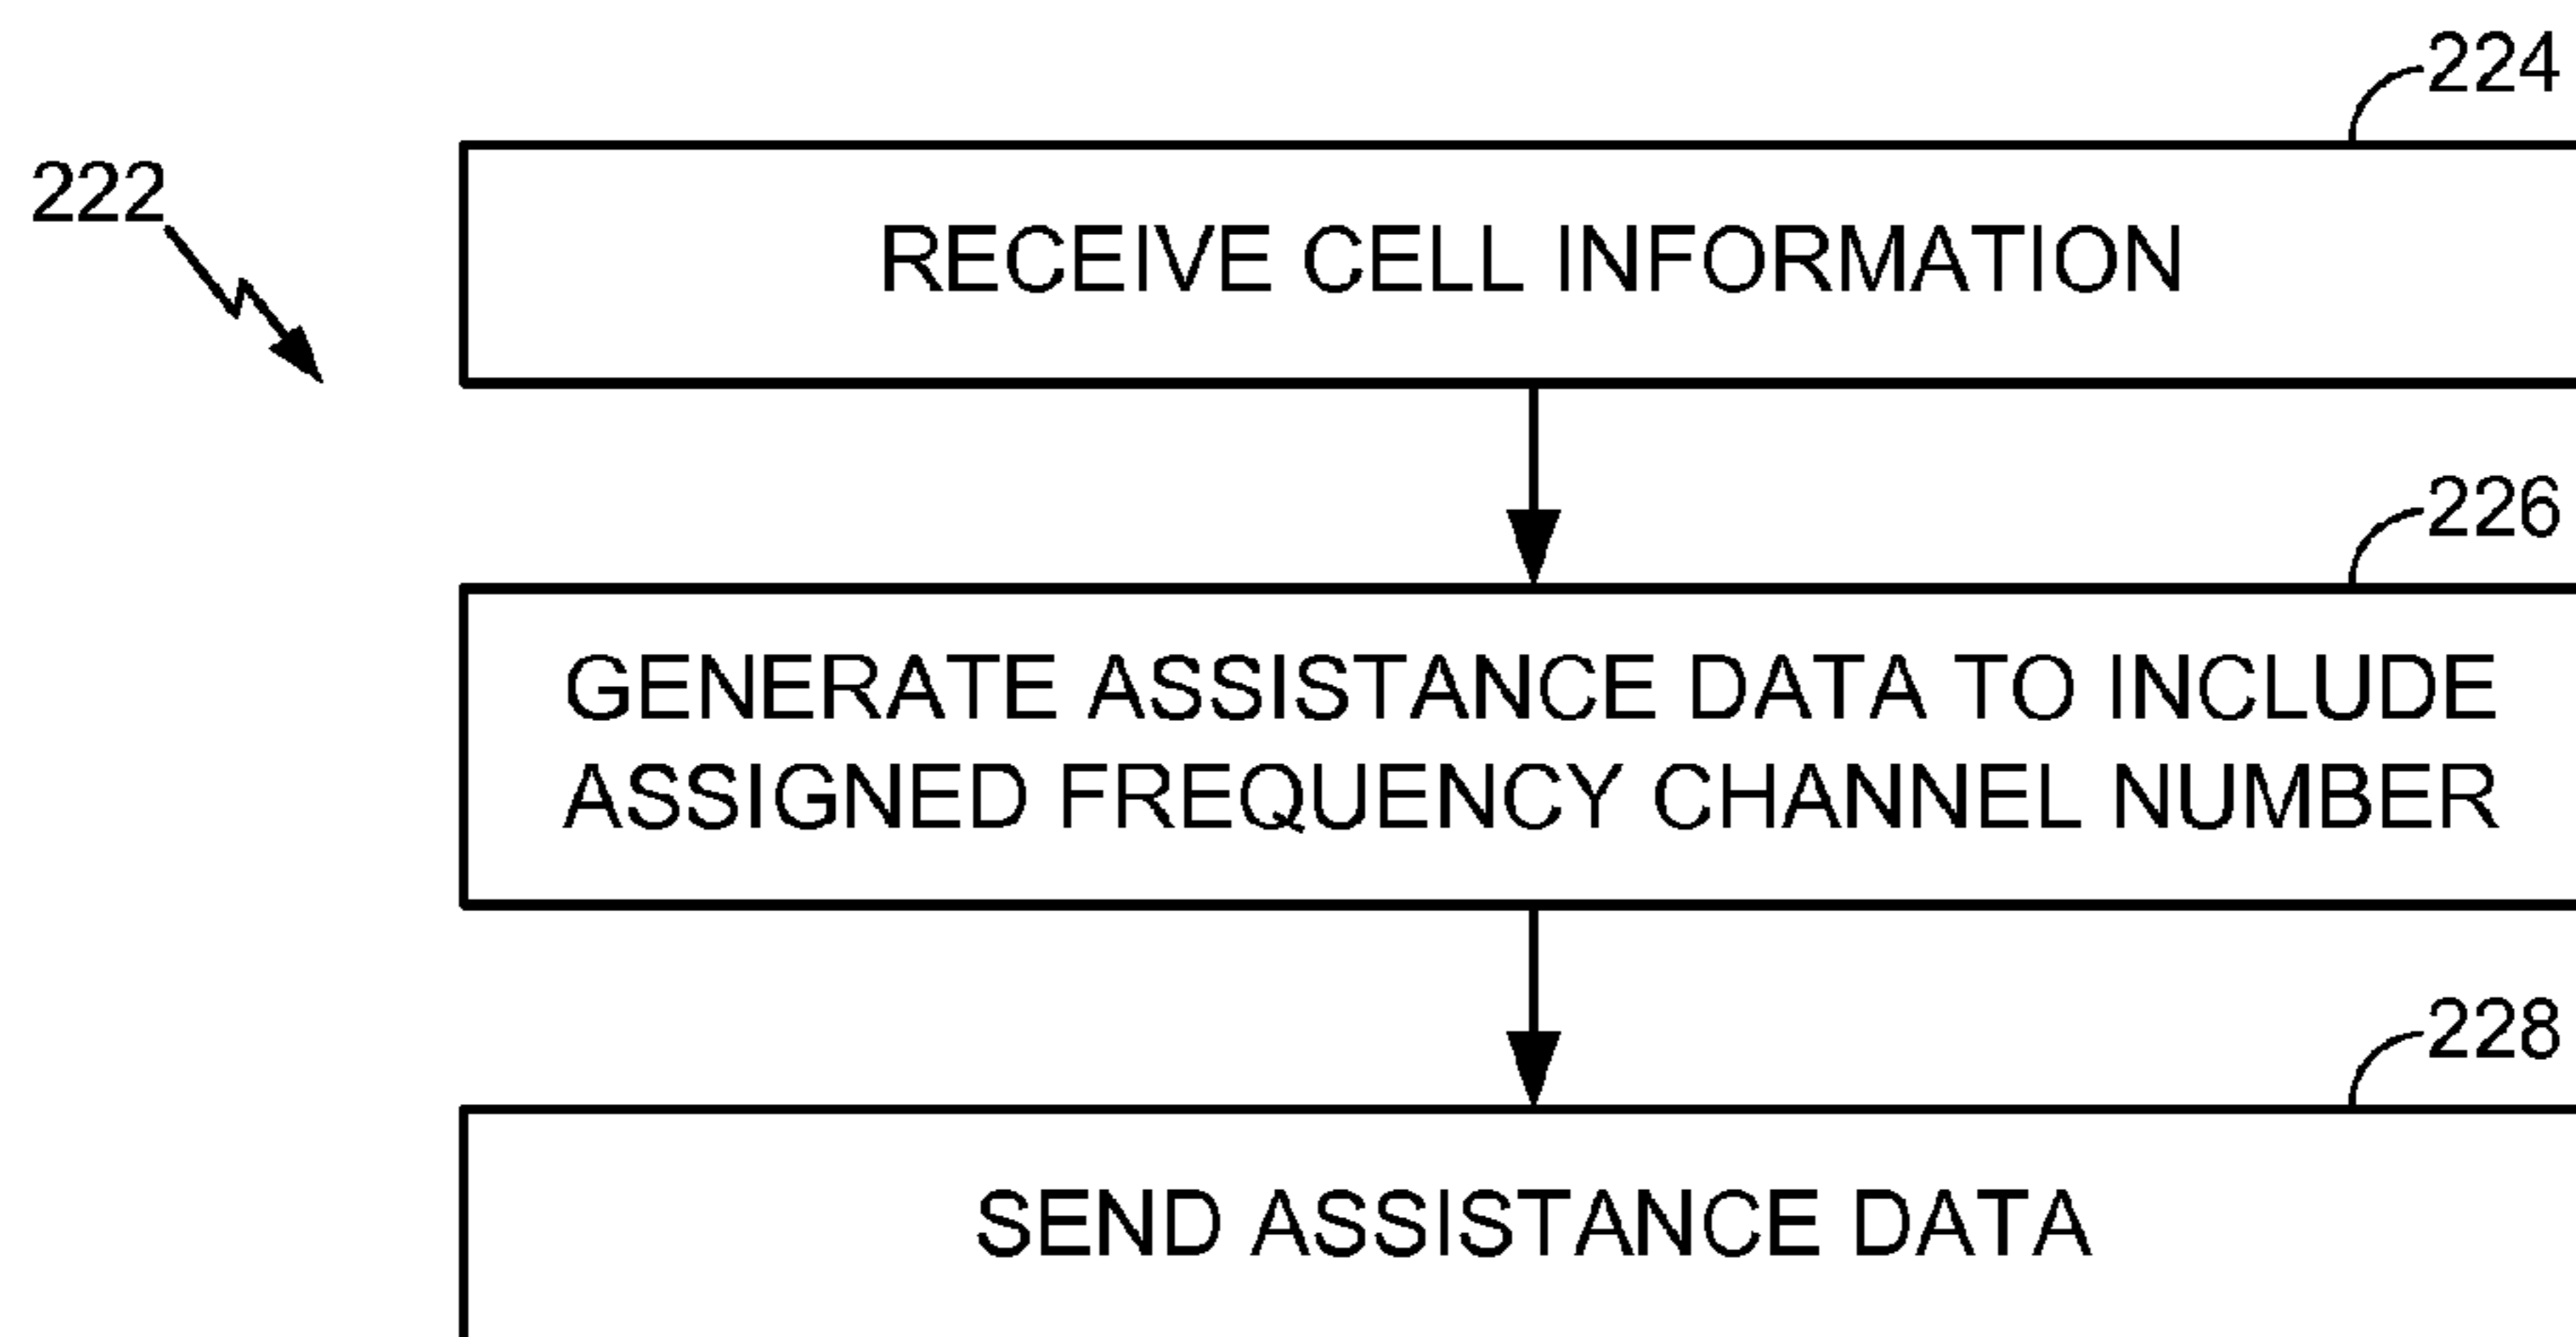 224
222
RECEIVE CELL INFORMATION
226
GENERATE ASSISTANCE DATA TO INCLUDE
ASSIGNED FREQUENCY CHANNEL NUMBER
228
SEND ASSISTANCE DATA